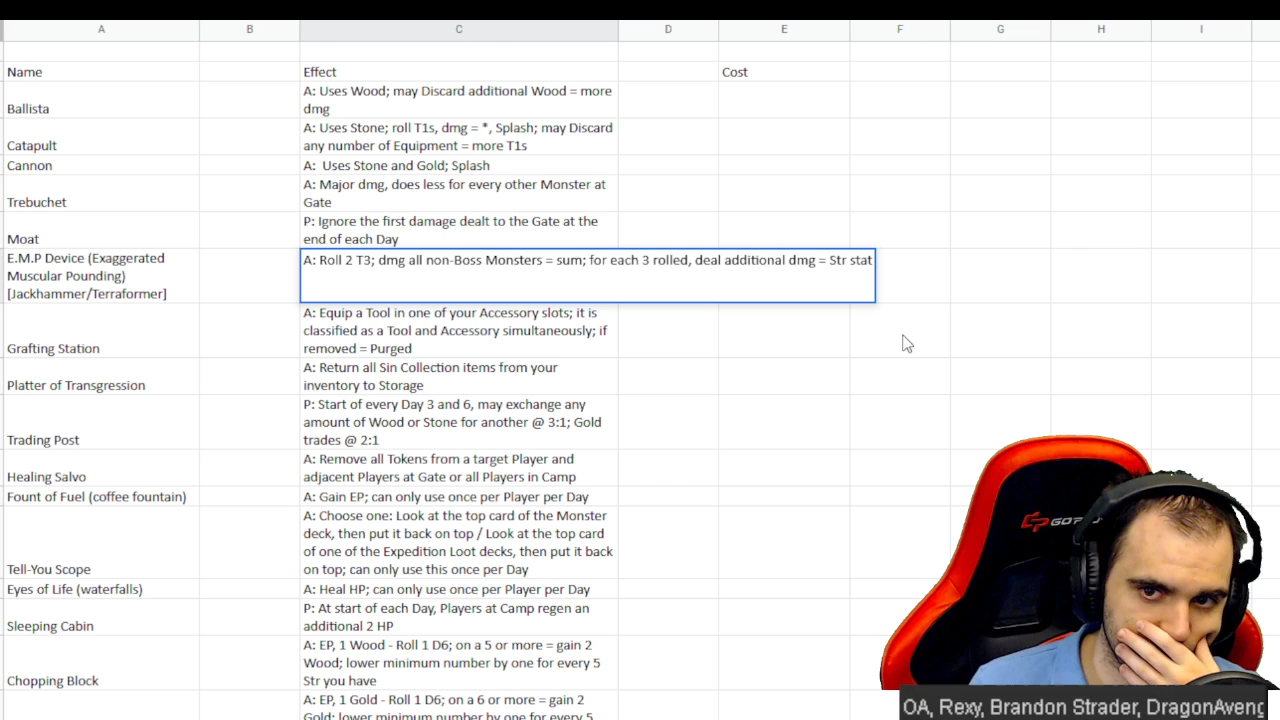 A B C D E F G H I
Name Effect Cost
A: Uses Wood; may Discard additional Wood = more
Ballista dmg
A: Uses Stone; roll T1s, dmg = *, Splash; may Discard
Catapult any number of Equipment = more T1s
Cannon A:  Uses Stone and Gold; Splash
A: Major dmg, does less for every other Monster at
Trebuchet Gate
P: Ignore the first damage dealt to the Gate at the
Moat end of each Day
E.M.P Device (Exaggerated A: Roll 2 T3; dmg all non-Boss Monsters = sum; for each 3 rolled, deal additional dmg = Str stat
Muscular Pounding)
[Jackhammer/Terraformer]
A: Equip a Tool in one of your Accessory slots; it is
classified as a Tool and Accessory simultaneously; if
Grafting Station removed = Purged
A: Return all Sin Collection items from your
Platter of Transgression inventory to Storage
P: Start of every Day 3 and 6, may exchange any
amount of Wood or Stone for another @ 3:1; Gold
Trading Post trades @ 2:1
A: Remove all Tokens from a target Player and
Healing Salvo adjacent Players at Gate or all Players in Camp
Fount of Fuel (coffee fountain) A: Gain EP; can only use once per Player per Day
A: Choose one: Look at the top card of the Monster
deck, then put it back on top / Look at the top card
of one of the Expedition Loot decks, then put it back
Tell-You Scope on top; can only use this once per Day
Eyes of Life (waterfalls) A: Heal HP; can only use once per Player per Day
P: At start of each Day, Players at Camp regen an
Sleeping Cabin additional 2 HP
A: EP, 1 Wood - Roll 1 D6; on a 5 or more = gain 2
Wood; lower minimum number by one for every 5
Chopping Block Str you have
A: EP, 1 Gold - Roll 1 D6; on a 6 or more = gain 2
Gold; lower minimum number by one for every 5
OA, Rexy, Brandon Strader, DragonAveng